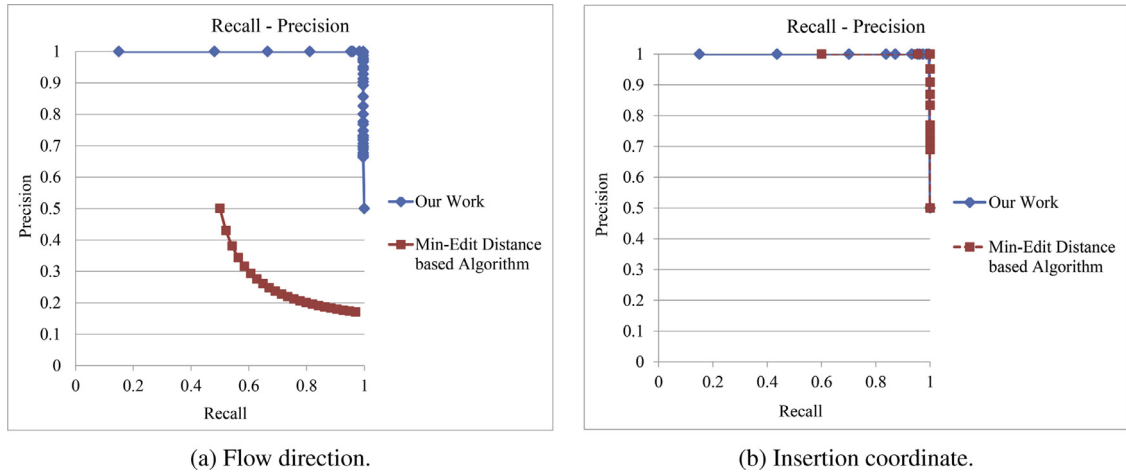 Recall - Precision
1
0.9
0.8
0.7
0.6
0.5
0.4
0.3
0.2
0.1
0
0 0.2 0.4 0.6 0.8 1
Precision
Recall
Our Work
Min-Edit Distance
based Algorithm
(a) Flow direction.
Recall - Precision
1
0.9
0.8
0.7
0.6
0.5
0.4
0.3
0.2
0.1
0
0 0.2 0.4 0.6 0.8 1
Precision
Recall
Our Work
Min-Edit Distance
based Algorithm
(b) Insertion coordinate.